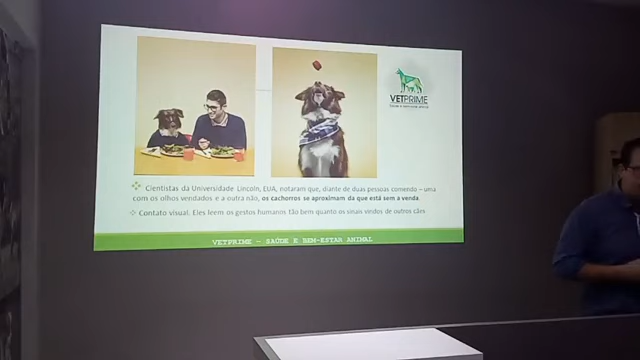 VETPRIME
❖ Cientistas da Universidade Lincoln, EUA, notaram que, diante de duas pessoas comendo – uma
com os olhos vendados e a outra não, os cachorros se aproximam da que está sem a venda.
❖ Contato visual. Eles leem os gestos humanos tão bem quanto os sinais vindos de outros cães
VETPRIME – SAÚDE E BEM-ESTAR ANIMAL